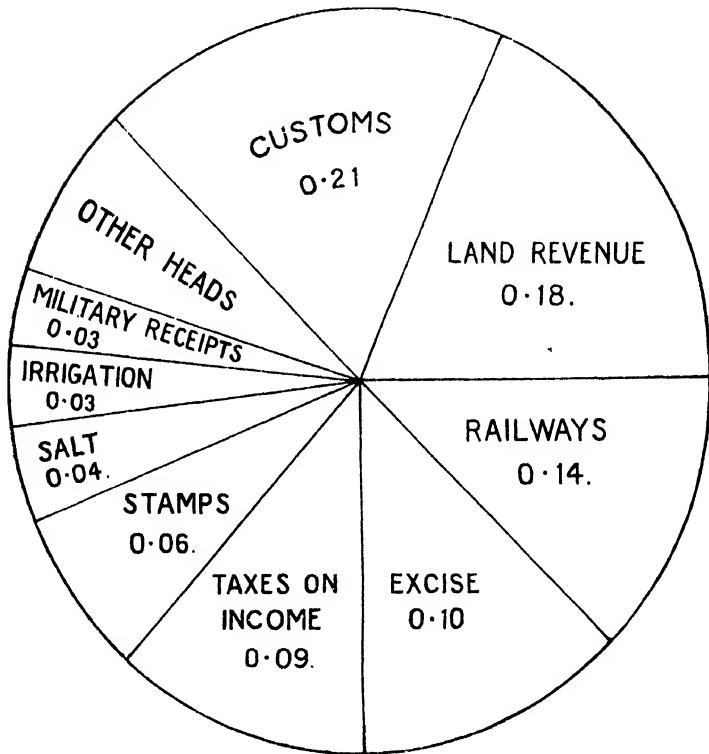 CUSTOMS
0·21
LAND REVENUE
0·18.
RAILWAYS
0·14.
EXCISE
0·10
TAXES ON
INCOME
0·09.
STAMPS
0·06.
SALT
0·04.
IRRIGATION
0·03
MILITARY RECEIPTS
0·03
OTHER HEADS